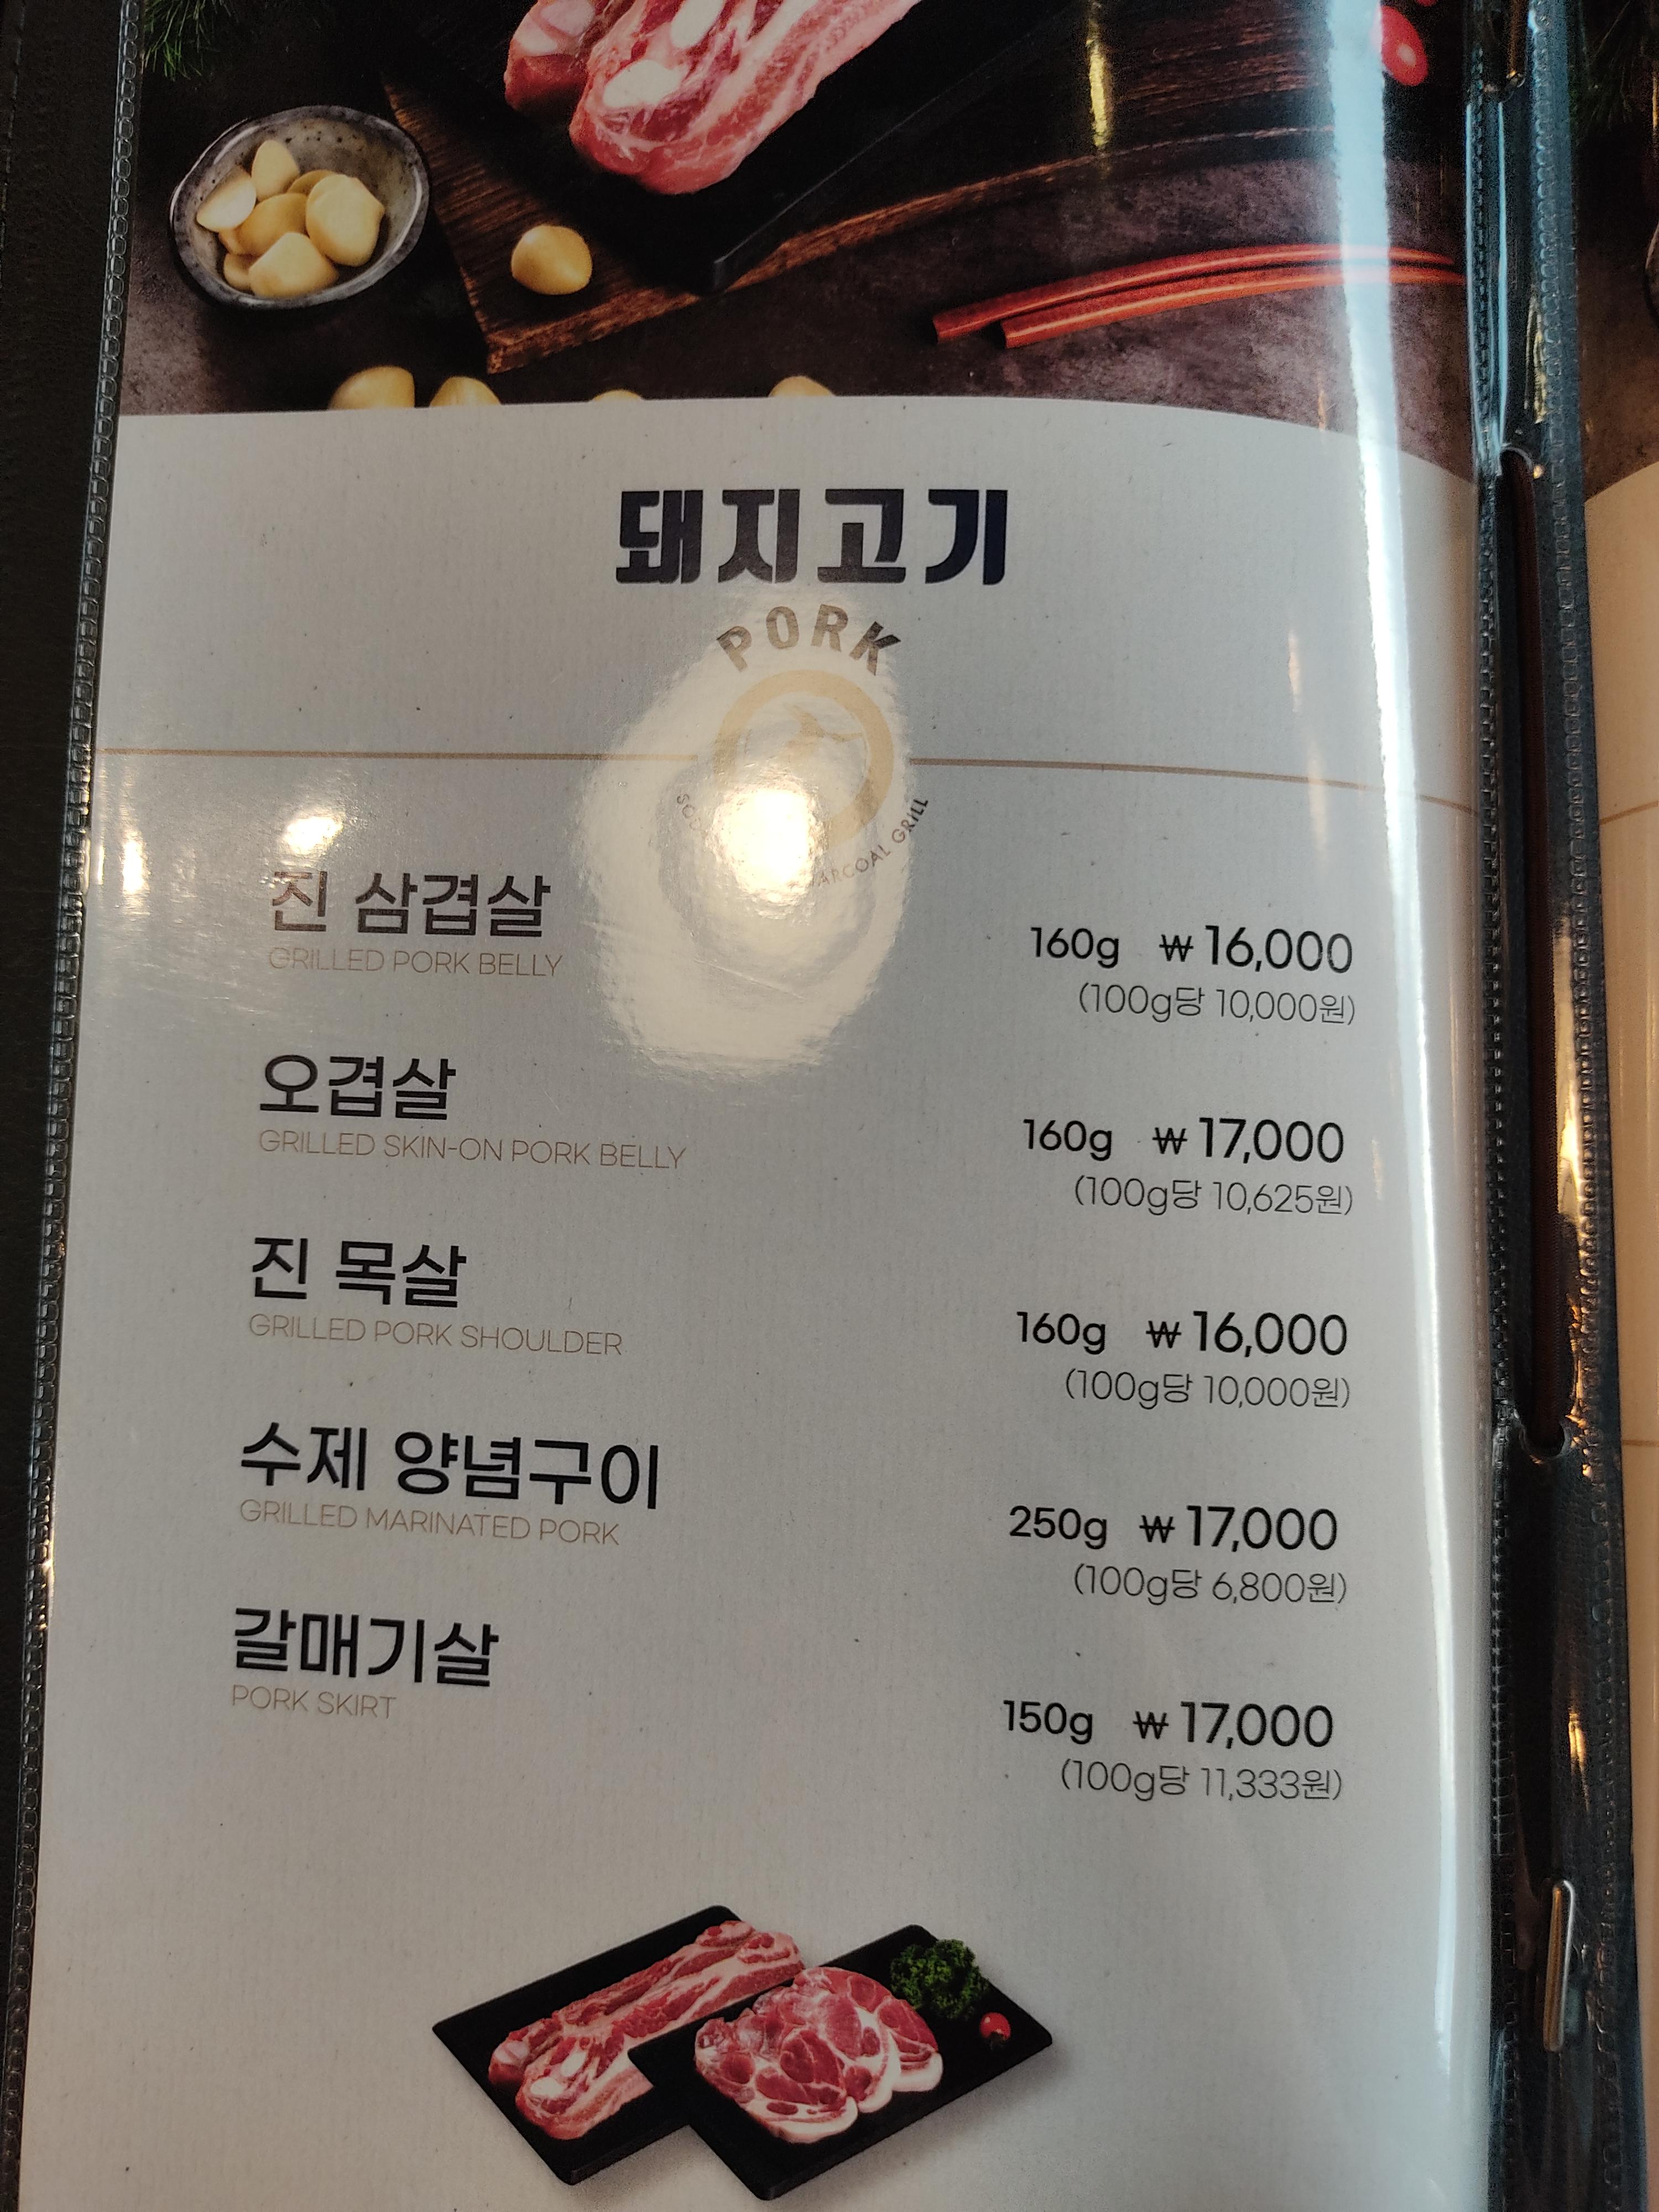 돼지고기
PORK
ARCOAL GRILL
진 삼겹살
GRILLED PORK BELLY
160g ₩ 16,000
(100g당 10,000원)
오겹살
GRILLED SKIN-ON PORK BELLY
160g ₩ 17,000
(100g당 10,625원)
진 목살
GRILLED PORK SHOULDER
160g ₩ 16,000
(100g당 10,000원)
수제 양념구이
GRILLED MARINATED PORK
250g ₩ 17,000
(100g당 6,800원)
갈매기살
PORK SKIRT
150g ₩ 17,000
(100g당 11,333원)